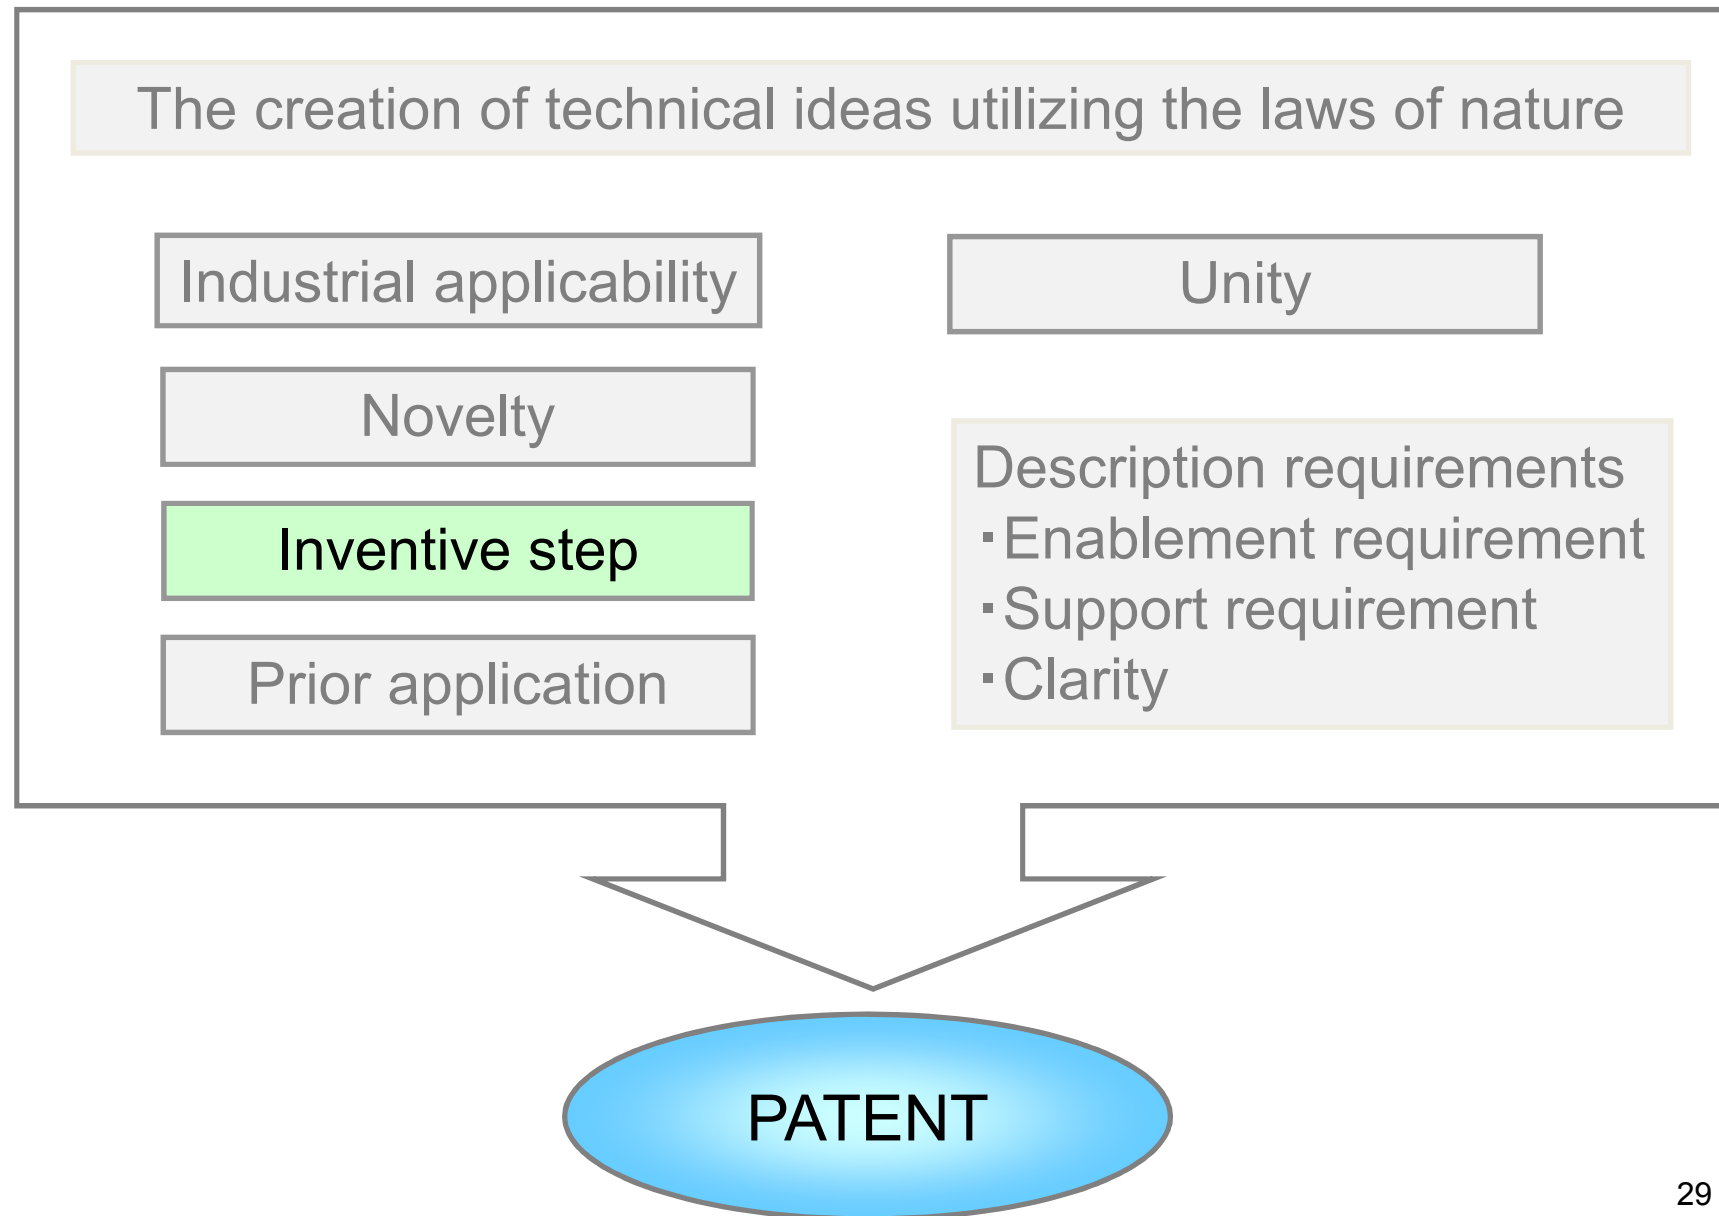 The creation of technical ideas utilizing the laws of nature
Industrial applicability
Novelty
Inventive step
Prior application
Unity
Description requirements
・Enablement requirement
・Support requirement
・Clarity
PATENT
29